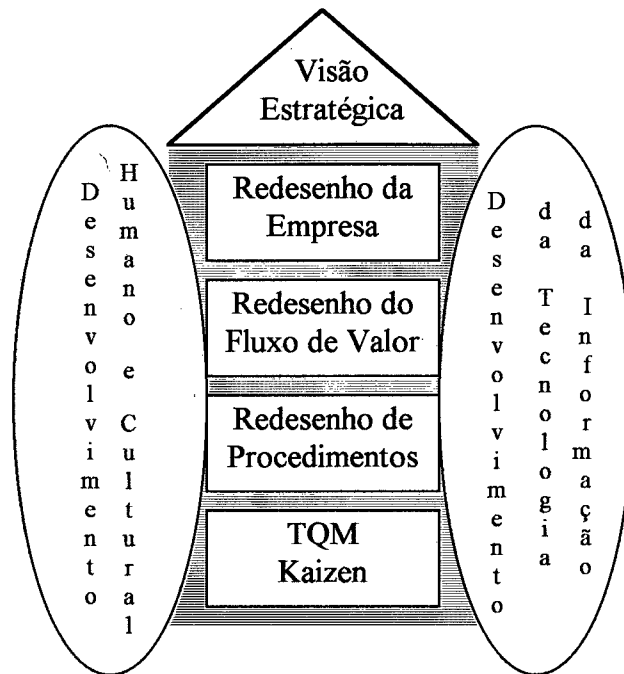 Visão
Estratégica
Redesenho da
Empresa
Redesenho do
Fluxo de Valor
Redesenho de
Procedimentos
TQM
Kaizen
Desenvolvimento
Humano e Cultural
Desenvolvimento
da Tecnologia
da Informação